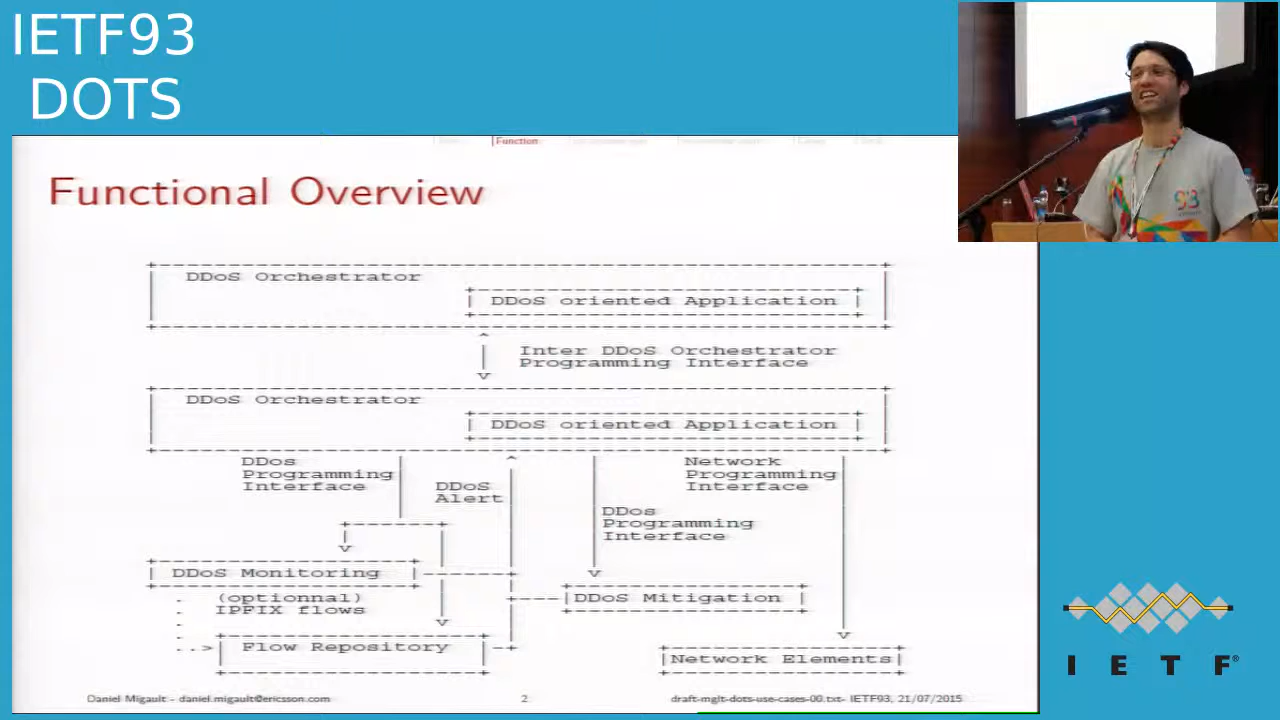 IETF93
DOTS
Function
Functional Overview
DDoS Orchestrator
DDoS oriented Application
Inter DDoS Orchestrator
Programming Interface
DDoS Orchestrator
DDoS oriented Application
DDos
Programming
Interface
DDoS
Alert
Network
Programming
Interface
DDos
Programming
Interface
DDoS Monitoring
(optionnal)
IPFIX flows
DDoS Mitigation
Flow Repository
Network Elements
Daniel Migault - daniel.migault@ericsson.com
2
draft-mglt-dots-use-cases-00.txt- IETF93, 21/07/2015
93
I E T F®